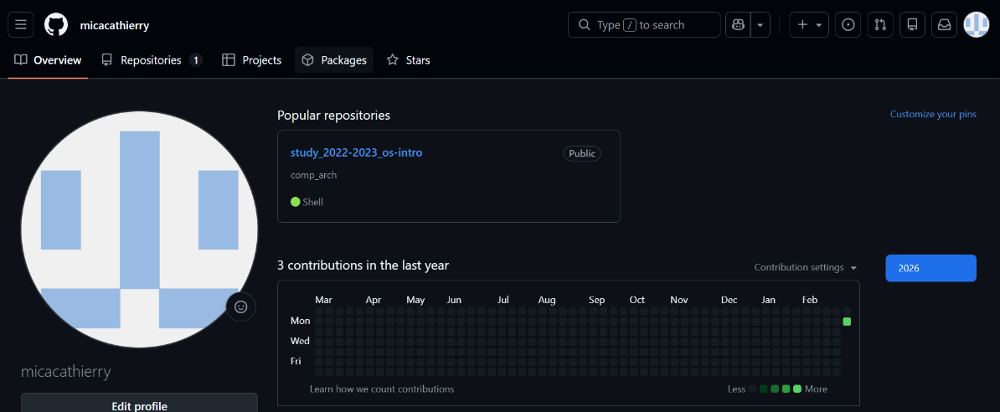 micacathierry
Type / to search
Overview Repositories 1 Projects Packages Stars
Popular repositories
Customize your pins
study_2022-2023_os-intro Public
comp_arch
Shell
3 contributions in the last year
Contribution settings
2026
Mar Apr May Jun Jul Aug Sep Oct Nov Dec Jan Feb
Mon
Wed
Fri
Learn how we count contributions
Less More
micacathierry
Edit profile